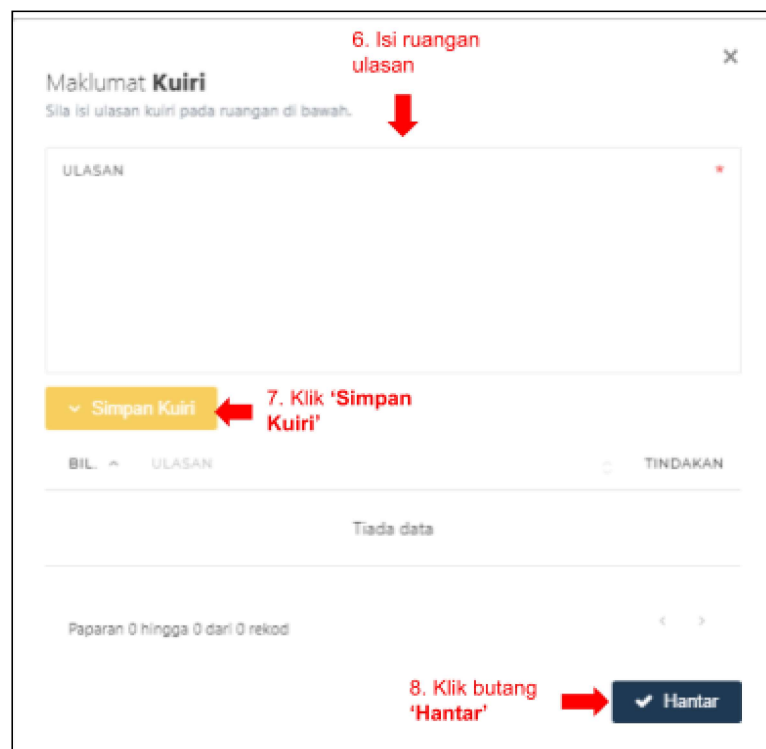 6. Isi ruangan
ulasan
Maklumat Kuiri
Sila isi ulasan kuiri pada ruangan di bawah.
ULASAN *
Simpan Kuiri
7. Klik ‘Simpan
Kuiri’
BIL. ULASAN TINDAKAN
Tiada data
Paparan 0 hingga 0 dari 0 rekod
8. Klik butang
‘Hantar’
Hantar